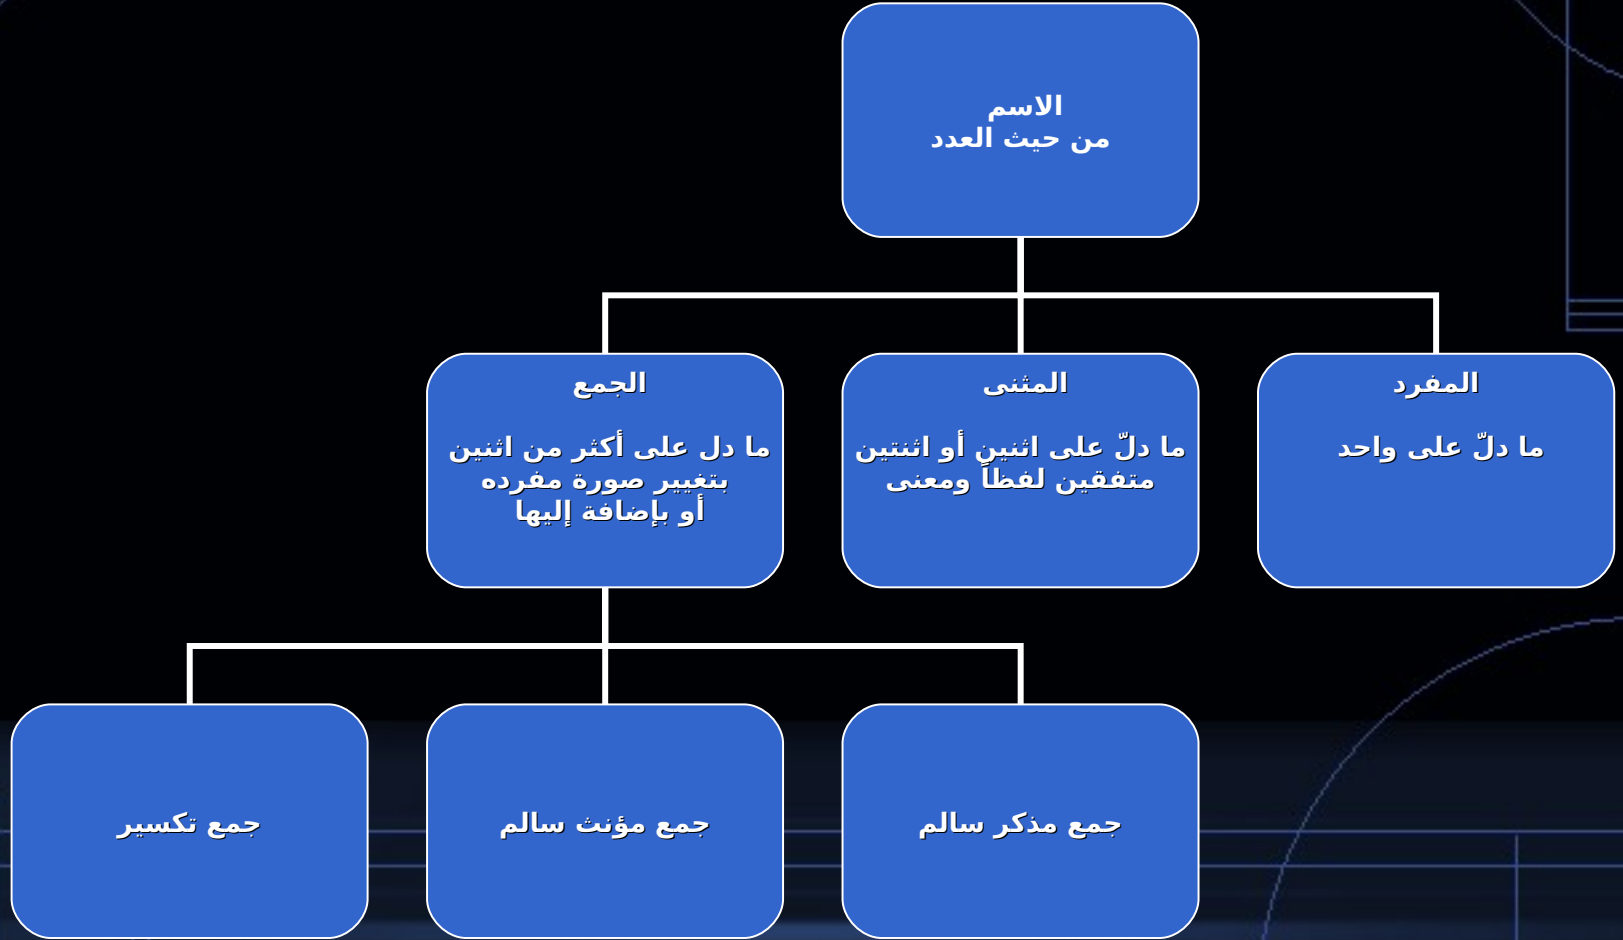 الاسم
من حيث العدد
المفرد
ما دلّ على واحد
المثنى
ما دلّ على اثنين أو اثنتين
متفقين لفظاً ومعنى
الجمع
ما دل على أكثر من اثنين
بتغيير صورة مفرده
أو بإضافة إليها
جمع مذكر سالم
جمع مؤنث سالم
جمع تكسير